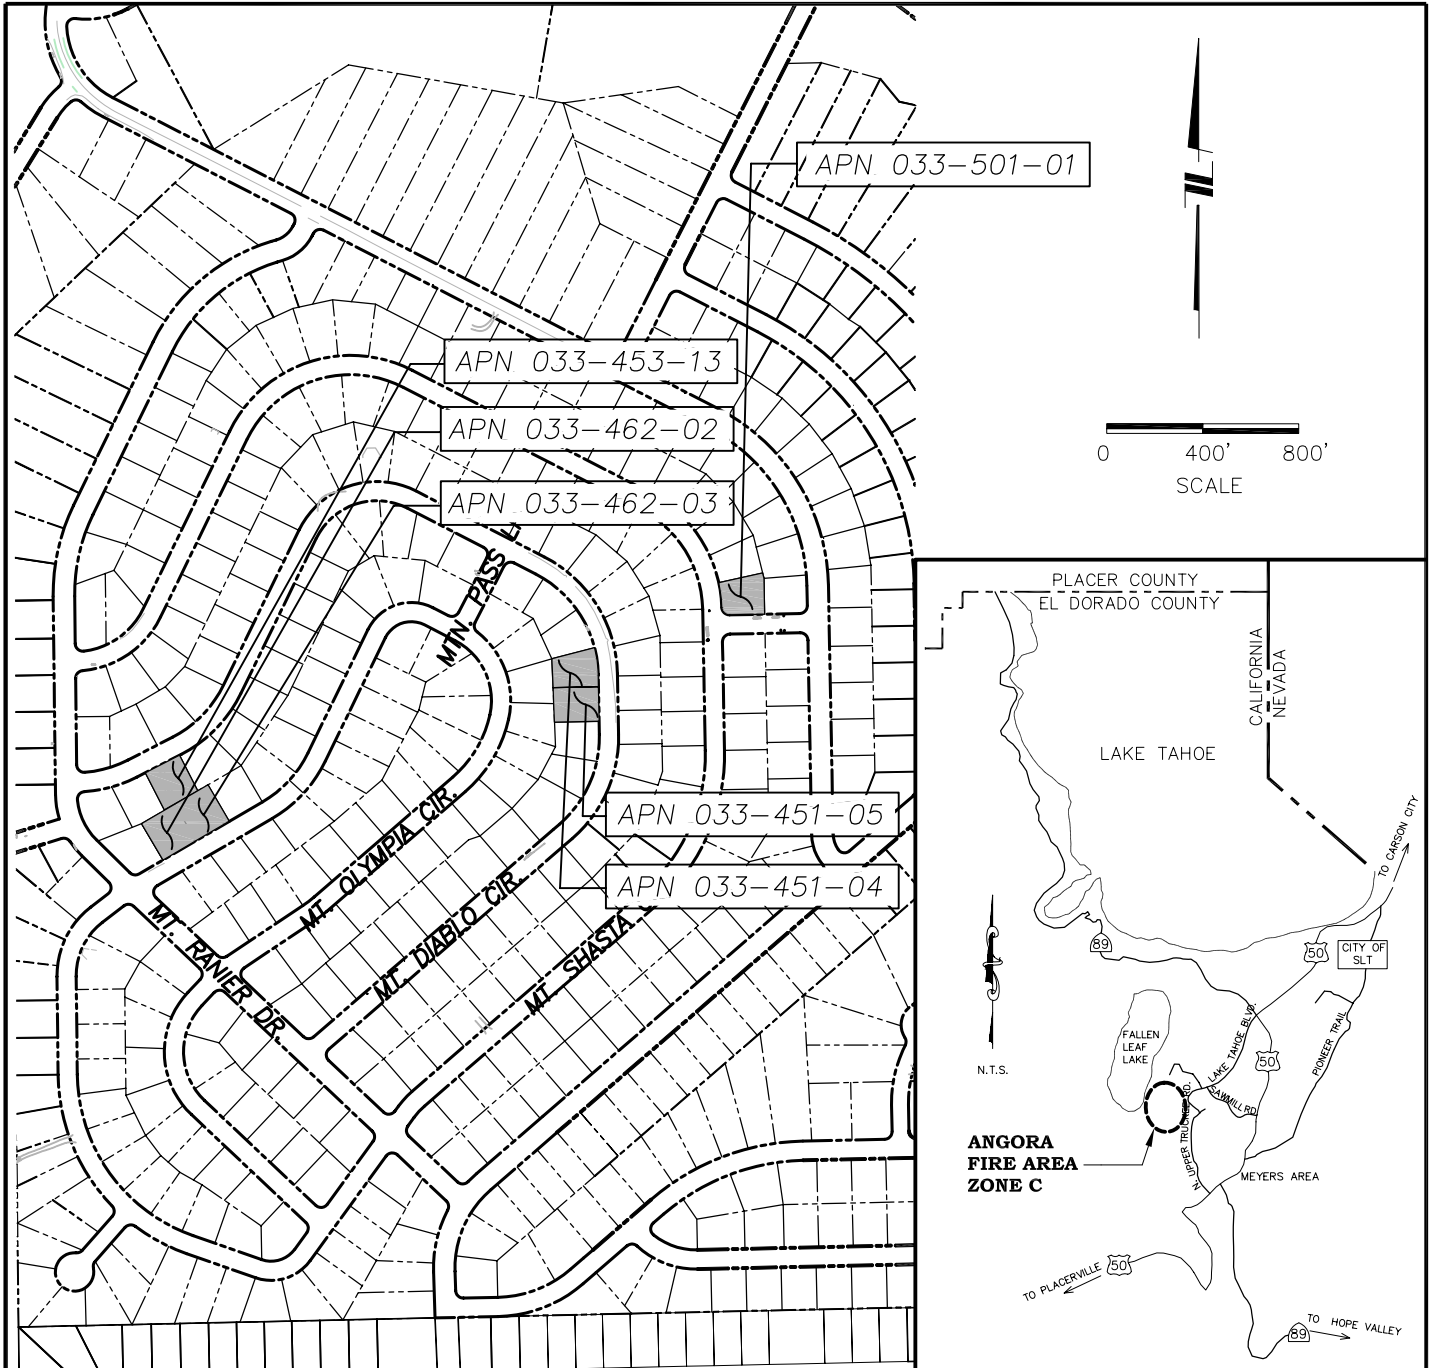 APN 033-501-01
APN 033-453-13
APN 033-462-02
APN 033-462-03
MTN. PASS
APN 033-451-05
APN 033-451-04
MT. OLYMPIA CIR.
MT. DIABLO CIR.
MT. SHASTA
MT. RANIER DR.
0 400' 800'
SCALE
PLACER COUNTY
EL DORADO COUNTY
CALIFORNIA
NEVADA
LAKE TAHOE
TO CARSON CITY
89
50
CITY OF
SLT
N.T.S.
FALLEN
LEAF
LAKE
LAKE TAHOE BLVD.
50
PIONEER TRAIL
SAWMILL RD
N. UPPER TRUCKEE RD.
ANGORA
FIRE AREA
ZONE C
MEYERS AREA
TO PLACERVILLE
50
TO HOPE VALLEY
89